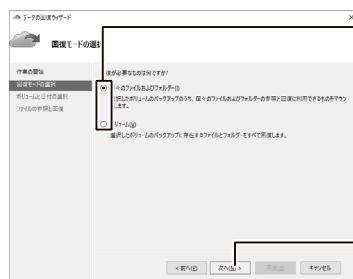 データの回復ウィザード
回復モードの選
作業の開始
回復モードの選択
ボリュームと日付の選択
ファイルの参照と回復
復が必要なものは何ですか?
々のファイルおよびフォルダー(I)
択したボリュームのバックアップのうち、個々のファイルおよびフォルダーの参照と回復に利用できるものをマウン
します。
リューム(V)
選択したボリュームのバックアップに存在するファイルとフォルダーをすべて回復します。
< 前へ(P)
次へ(N) >
キャンセル